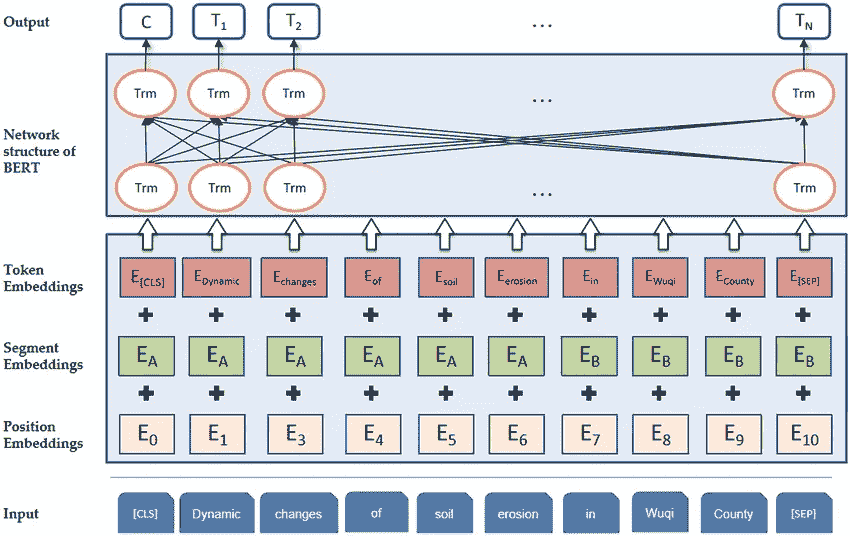 Output C T1 T2 ... TN
Trm Trm Trm ... Trm
Network
structure of
BERT
Trm Trm Trm ... Trm
Token
Embeddings
E[CLS] EDynamic Echanges Eof Esoil Eerosion Ein EWuqi ECounty E[SEP]
+ + + + + + + + + +
Segment
Embeddings
EA EA EA EA EA EA EB EB EB EB
+ + + + + + + + + +
Position
Embeddings
E0 E1 E3 E4 E5 E6 E7 E8 E9 E10
Input [CLS] Dynamic changes of soil erosion in Wuqi County [SEP]